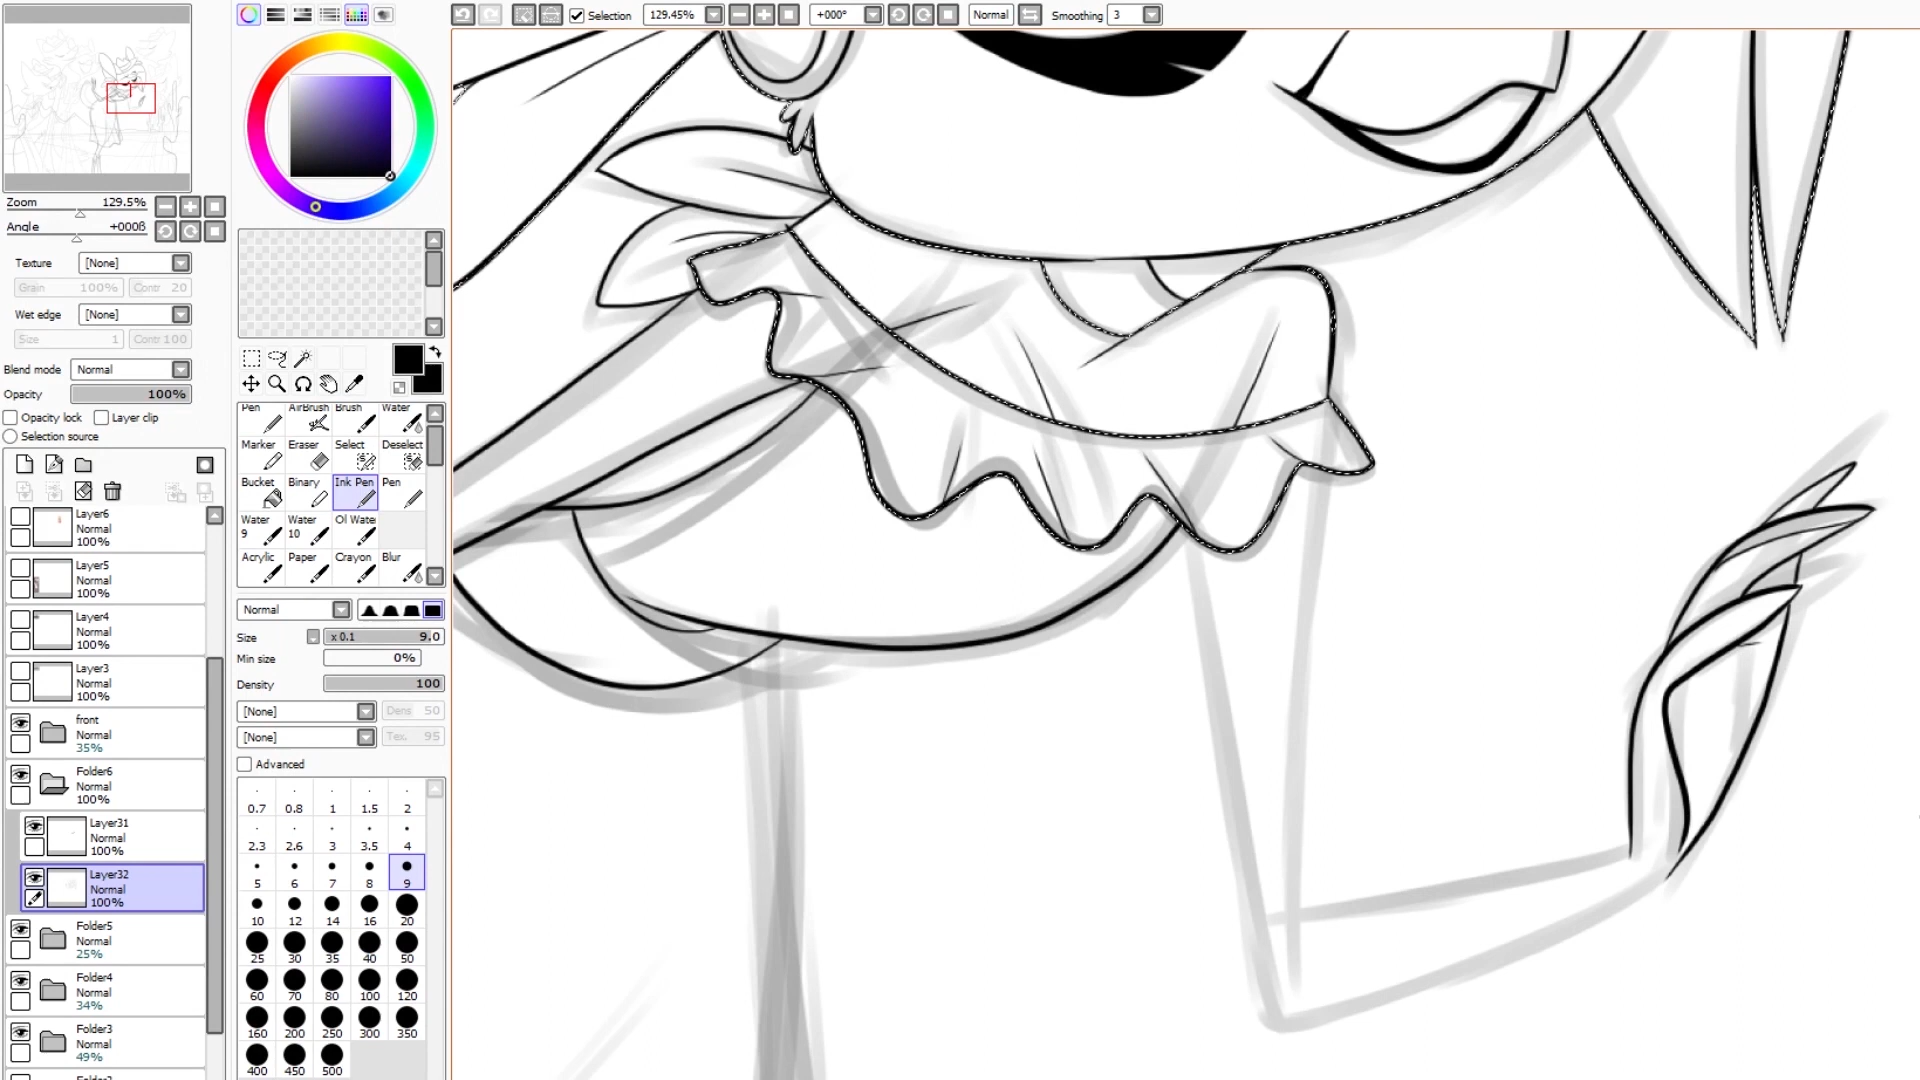 Selection 129.45% +000° Normal Smoothing 3
Zoom 129.5%
Angle +000ß
Texture [None]
Grain 100% Contr 20
Wet edge [None]
Size 1 Contr 100
Blend mode Normal
Opacity 100%
Opacity lock Layer clip
Selection source
Layer6
Normal
100%
Layer5
Normal
100%
Layer4
Normal
100%
Layer3
Normal
100%
front
Normal
35%
Folder6
Normal
100%
Layer31
Normal
100%
Layer32
Normal
100%
Folder5
Normal
25%
Folder4
Normal
34%
Folder3
Normal
49%
Pen AirBrush Brush Water
Marker Eraser Select Deselect
Bucket Binary Ink Pen Pen
Water 9 Water 10 Ol Wate
Acrylic Paper Crayon Blur
Normal
Size x 0.1 9.0
Min size 0%
Density 100
[None] Dens 50
[None] Tex. 95
Advanced
0.7 0.8 1 1.5 2
2.3 2.6 3 3.5 4
5 6 7 8 9
10 12 14 16 20
25 30 35 40 50
60 70 80 100 120
160 200 250 300 350
400 450 500